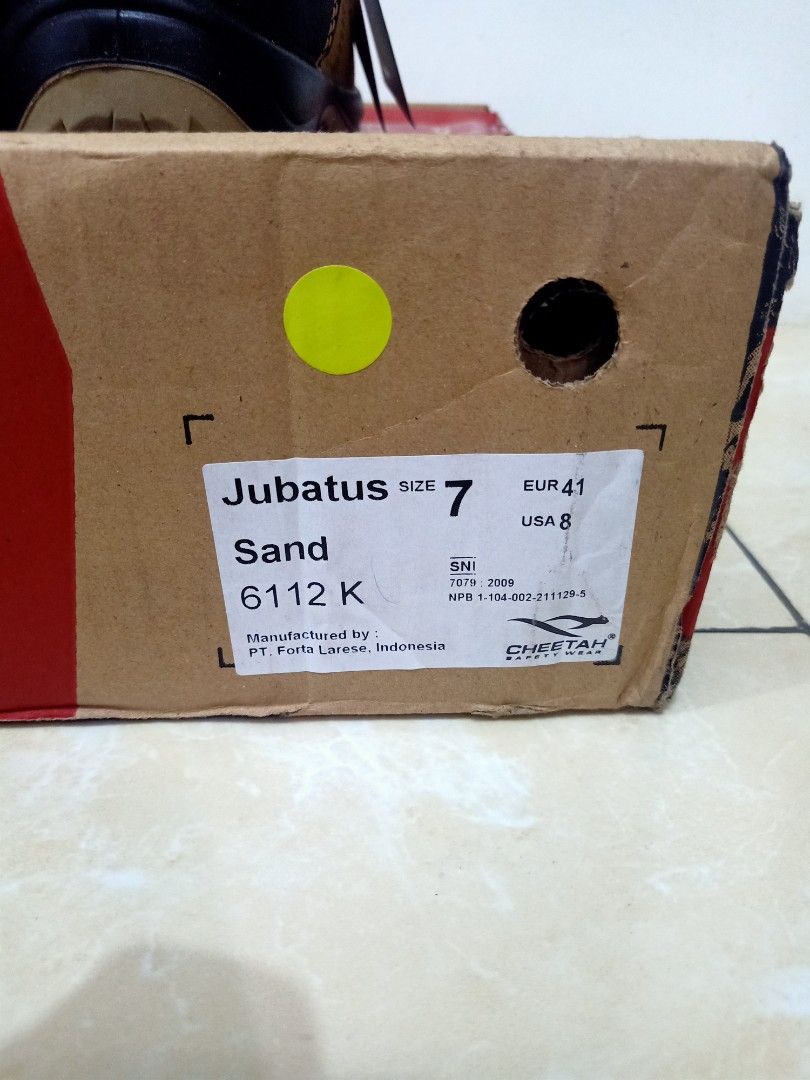 Jubatus SIZE 7 EUR 41
USA 8
Sand
SNI
7079 : 2009
6112 K
NPB 1-104-002-211129-5
Manufactured by :
PT. Forta Larese, Indonesia
CHEETAH®
SAFETY WEAR